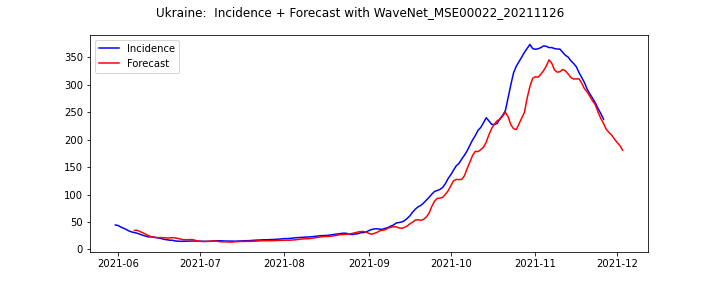 Ukraine:  Incidence + Forecast with WaveNet_MSE00022_20211126
Incidence
Forecast
350
300
250
200
150
100
50
0
2021-06 2021-07 2021-08 2021-09 2021-10 2021-11 2021-12